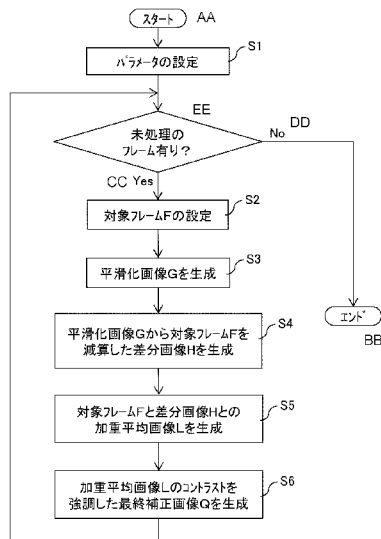 スタート AA
S1
パラメータの設定
EE
未処理の
フレーム有り？
DD
No
CC Yes
S2
対象フレームFの設定
S3
平滑化画像Gを生成
エンド
BB
S4
平滑化画像Gから対象フレームFを
減算した差分画像Hを生成
S5
対象フレームFと差分画像Hとの
加重平均画像Lを生成
S6
加重平均画像Lのコントラストを
強調した最終補正画像Qを生成